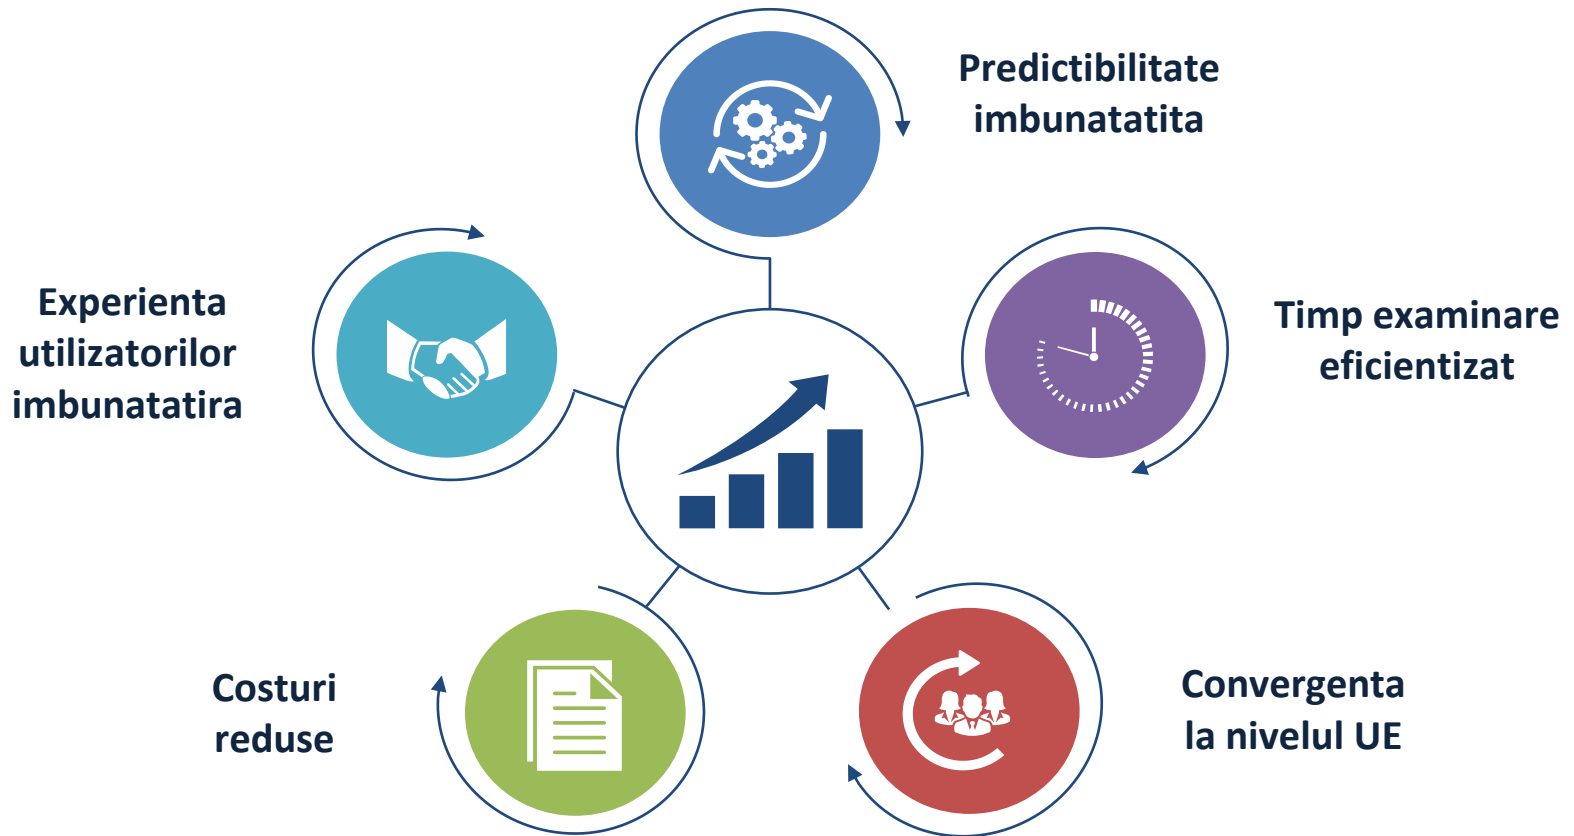 Predictibilitate
imbunatatita
Experienta
utilizatorilor
imbunatatira
Timp examinare
eficientizat
Costuri
reduse
Convergenta
la nivelul UE